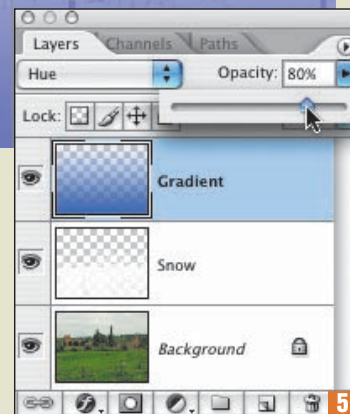 Layers Channels Paths
Hue Opacity: 80%
Lock:
Gradient
Snow
Background
5